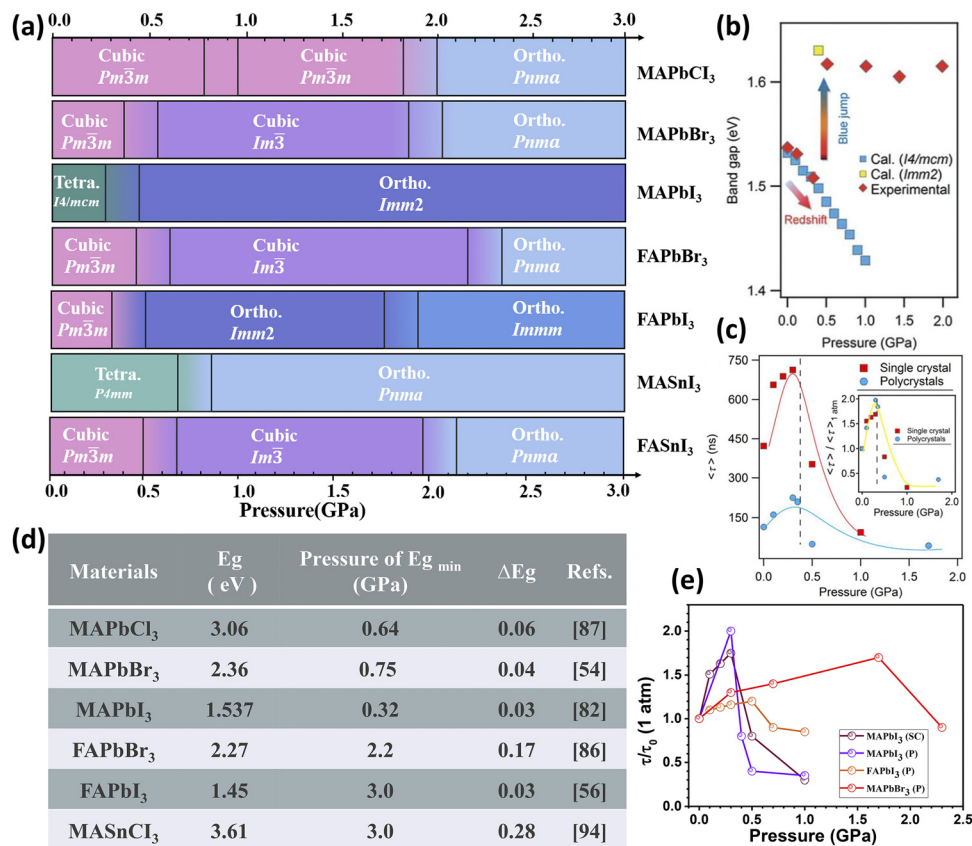 (a)
0.0 0.5 1.0 1.5 2.0 2.5 3.0
Cubic Cubic Ortho.
Pm3̅m Pm3̅m Pnma
MAPbCI₃
Cubic Cubic Ortho.
Pm3̅m Im3̅ Pnma
MAPbBr₃
Tetra. Ortho.
I4/mcm Imm2
MAPbI₃
Cubic Cubic Ortho.
Pm3̅m Im3̅ Pnma
FAPbBr₃
Cubic Ortho. Ortho.
Pm3̅m Imm2 Immm
FAPbI₃
Tetra. Ortho.
P4mm Pnma
MASnI₃
Cubic Cubic Ortho.
Pm3̅m Im3̅ Pnma
FASnI₃
0.0 0.5 1.0 1.5 2.0 2.5 3.0
Pressure(GPa)
(b)
1.6
1.5
1.4
Band gap (eV)
Blue jump
Redshift
Cal. (I4/mcm)
Cal. (Imm2)
Experimental
0.0 0.5 1.0 1.5 2.0
Pressure (GPa)
(c)
750
600
450
300
150
<τ> (ns)
Single crystal
Polycrystals
2.0
1.5
1.0
0.5
<τ> / <τ>1 atm
Single crystal
Polycrystals
0.0 0.5 1.0 1.5 2.0
Pressure (GPa)
0.0 0.5 1.0 1.5 2.0
Pressure (GPa)
(d)
Materials Eg ( eV ) Pressure of Eg min (GPa) ΔEg Refs.
MAPbCl₃ 3.06 0.64 0.06 [87]
MAPbBr₃ 2.36 0.75 0.04 [54]
MAPbI₃ 1.537 0.32 0.03 [82]
FAPbBr₃ 2.27 2.2 0.17 [86]
FAPbI₃ 1.45 3.0 0.03 [56]
MASnCI₃ 3.61 3.0 0.28 [94]
(e)
2.0
1.5
1.0
0.5
0.0
τ/τ₀ (1 atm)
MAPbI₃ (SC)
MAPbI₃ (P)
FAPbI₃ (P)
MAPbBr₃ (P)
0.0 0.5 1.0 1.5 2.0 2.5
Pressure (GPa)